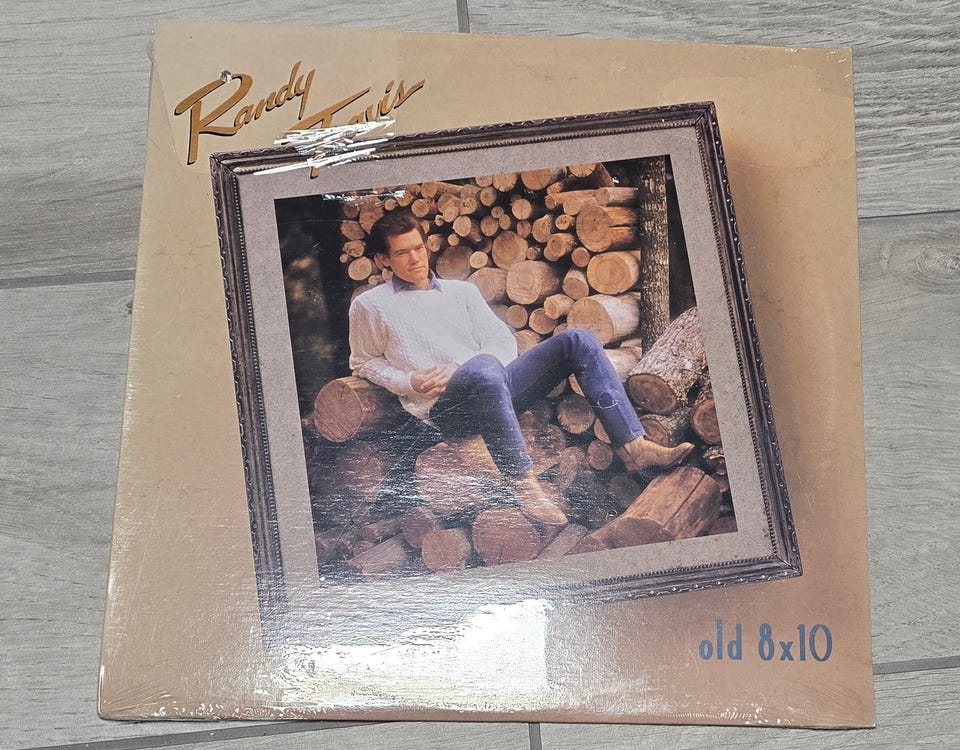 Randy
Travis
old 8x10